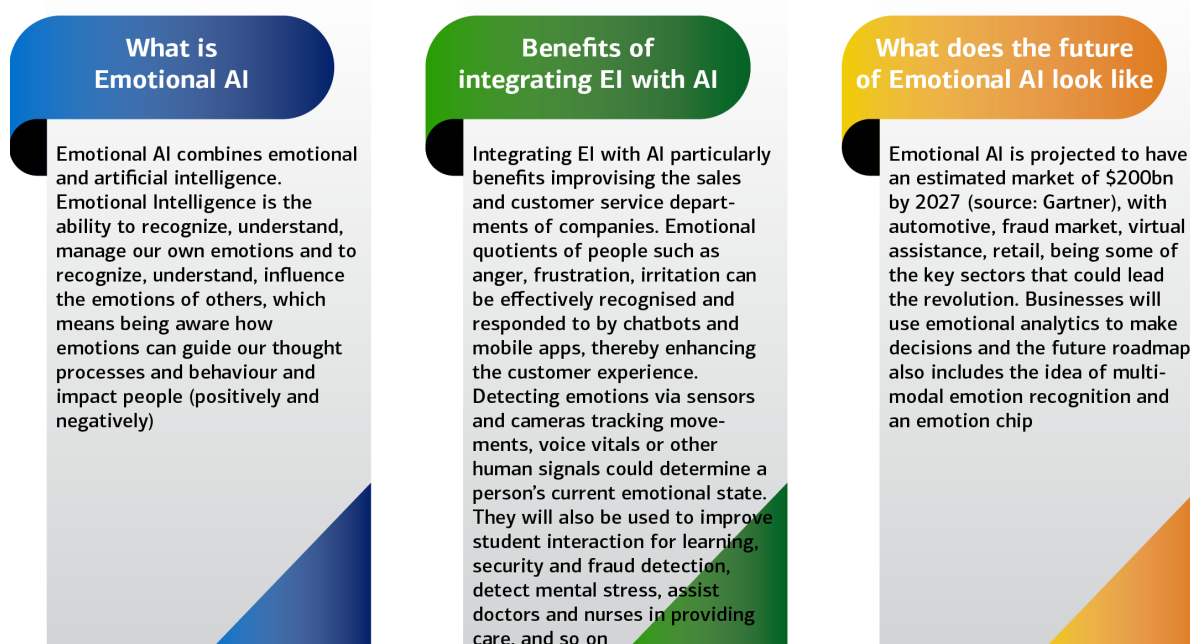 What is
Emotional AI
Emotional AI combines emotional
and artificial intelligence.
Emotional Intelligence is the
ability to recognize, understand,
manage our own emotions and to
recognize, understand, influence
the emotions of others, which
means being aware how
emotions can guide our thought
processes and behaviour and
impact people (positively and
negatively)
Benefits of
integrating EI with AI
Integrating EI with AI particularly
benefits improvising the sales
and customer service depart-
ments of companies. Emotional
quotients of people such as
anger, frustration, irritation can
be effectively recognised and
responded to by chatbots and
mobile apps, thereby enhancing
the customer experience.
Detecting emotions via sensors
and cameras tracking move-
ments, voice vitals or other
human signals could determine a
person’s current emotional state.
They will also be used to improve
student interaction for learning,
security and fraud detection,
detect mental stress, assist
doctors and nurses in providing
care, and so on
What does the future
of Emotional AI look like
Emotional AI is projected to have
an estimated market of $200bn
by 2027 (source: Gartner), with
automotive, fraud market, virtual
assistance, retail, being some of
the key sectors that could lead
the revolution. Businesses will
use emotional analytics to make
decisions and the future roadmap
also includes the idea of multi-
modal emotion recognition and
an emotion chip